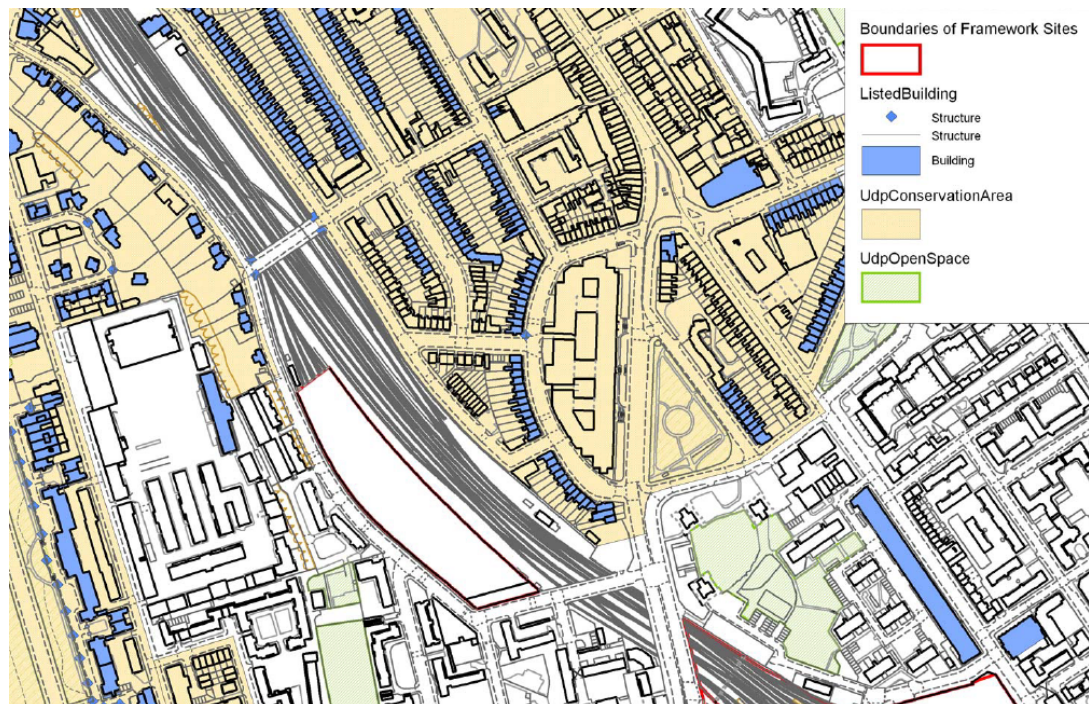 Boundaries of Framework Sites
ListedBuilding
Structure
Structure
Building
UdpConservationArea
UdpOpenSpace